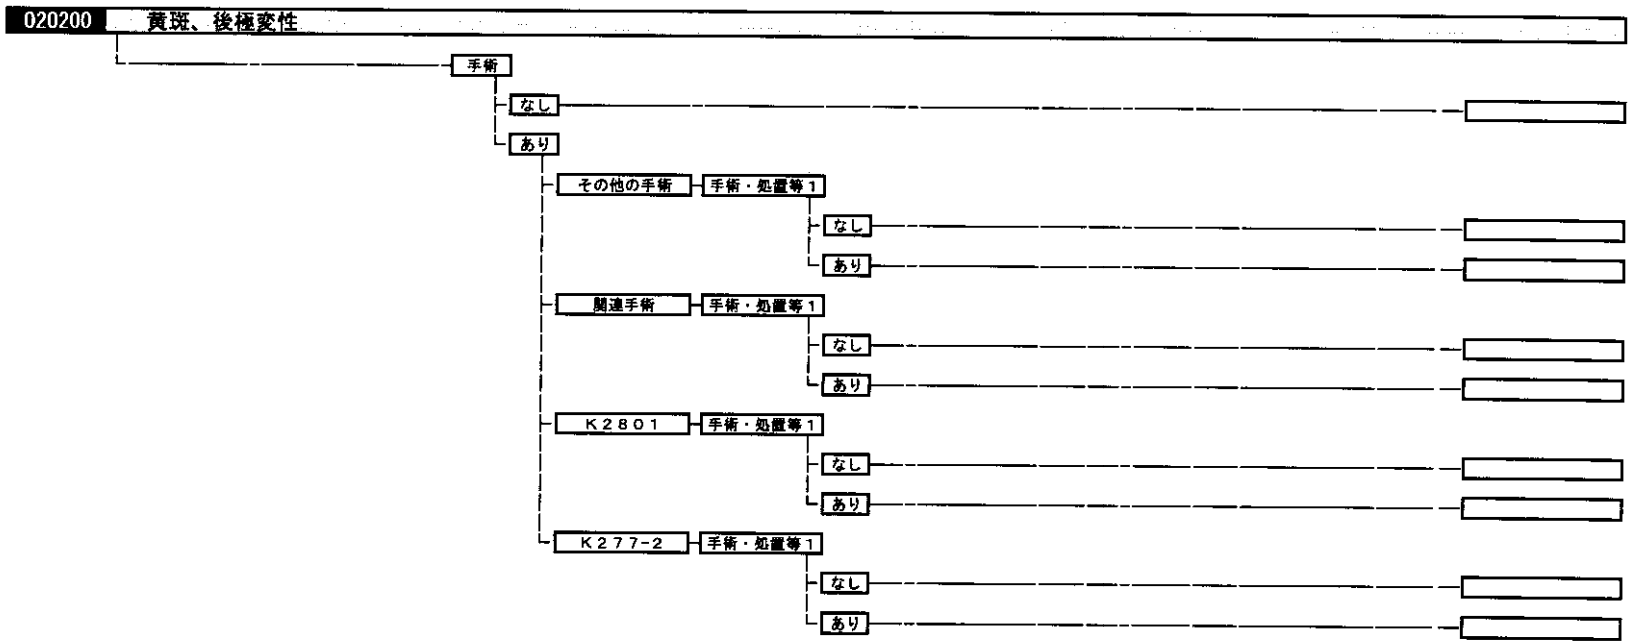 020200 黄斑、後極変性
手術
なし
あり
その他の手術 手術・処置等1
なし
あり
関連手術 手術・処置等1
なし
あり
K2801 手術・処置等1
なし
あり
K277-2 手術・処置等1
なし
あり